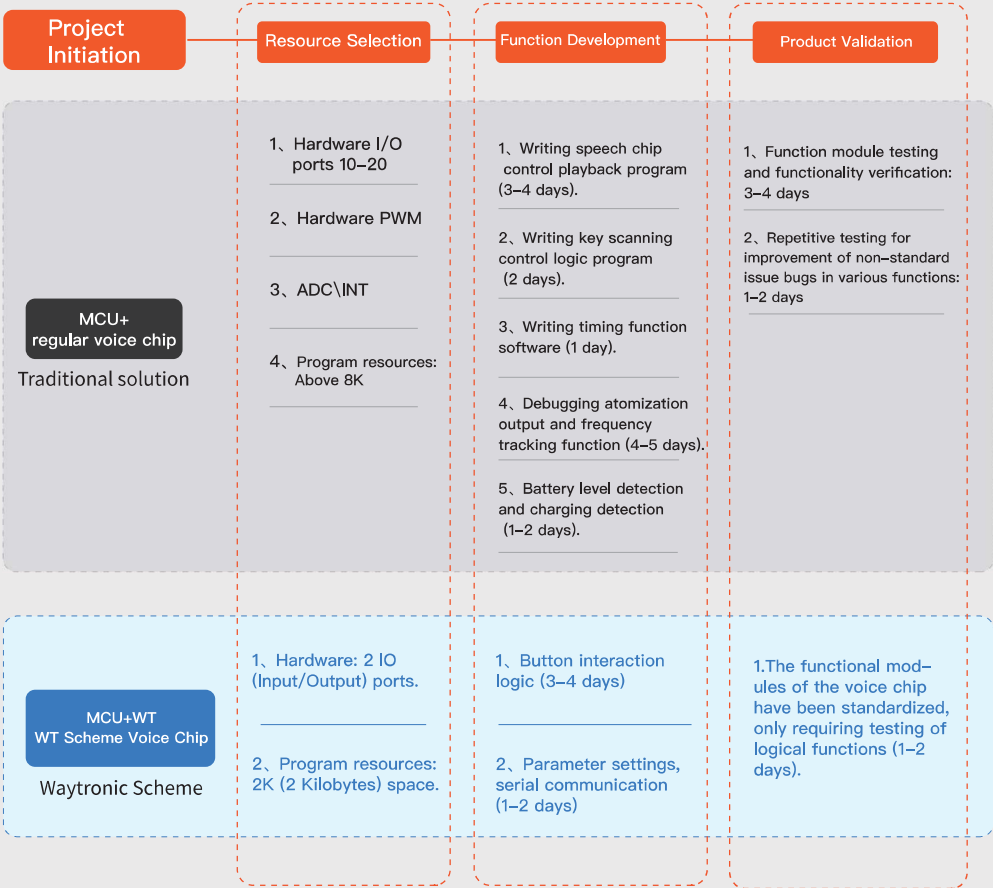 Project
Initiation
Resource Selection
Function Development
Product Validation
MCU+
regular voice chip
Traditional solution
1、Hardware I/O
ports 10–20
2、Hardware PWM
3、ADC\INT
4、Program resources:
Above 8K
1、Writing speech chip
control playback program
(3–4 days).
2、Writing key scanning
control logic program
(2 days).
3、Writing timing function
software (1 day).
4、Debugging atomization
output and frequency
tracking function (4–5 days).
5、Battery level detection
and charging detection
(1–2 days).
1、Function module testing
and functionality verification:
3–4 days
2、Repetitive testing for
improvement of non–standard
issue bugs in various functions:
1–2 days
MCU+WT
WT Scheme Voice Chip
Waytronic Scheme
1、Hardware: 2 IO
(Input/Output) ports.
2、Program resources:
2K (2 Kilobytes) space.
1、Button interaction
logic (3–4 days)
2、Parameter settings,
serial communication
(1–2 days)
1.The functional mod–
ules of the voice chip
have been standardized,
only requiring testing of
logical functions (1–2
days).